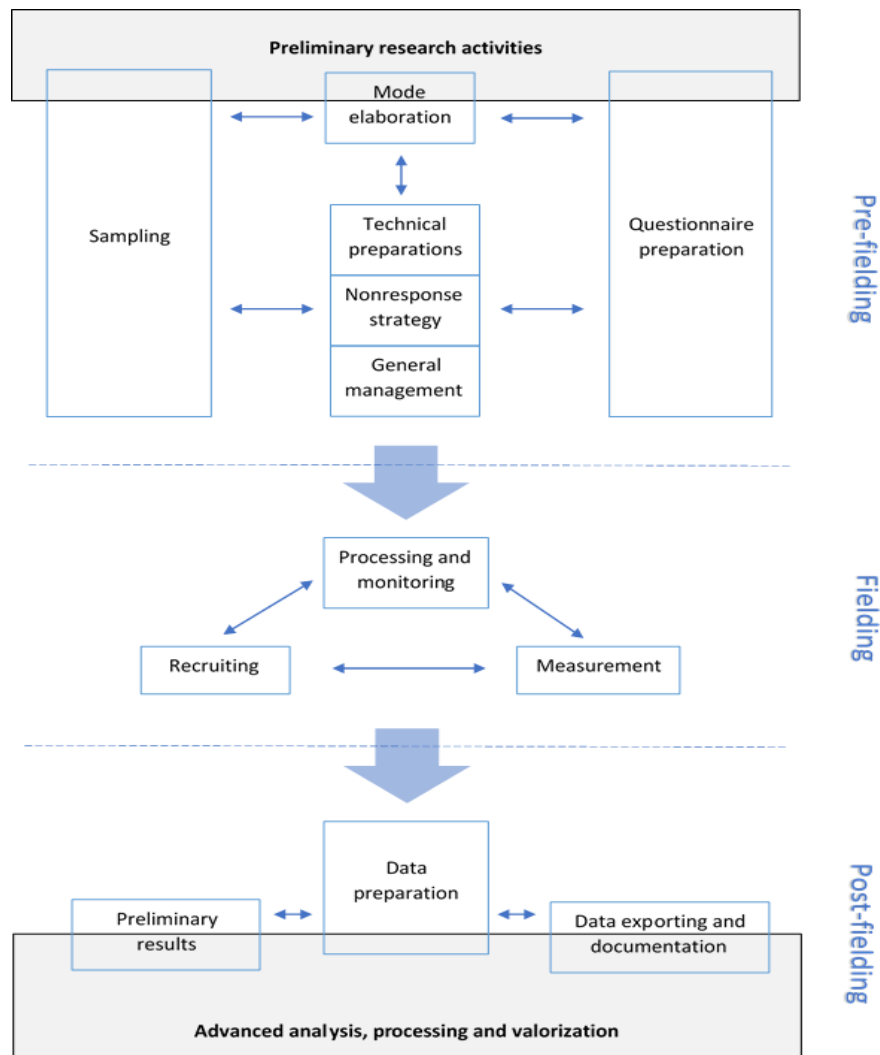 Preliminary research activities
Mode
elaboration
Sampling
Technical
preparations
Questionnaire
preparation
Nonresponse
strategy
General
management
Pre-fielding
Processing and
monitoring
Recruiting
Measurement
Fielding
Data
preparation
Preliminary
results
Data exporting and
documentation
Post-fielding
Advanced analysis, processing and valorization